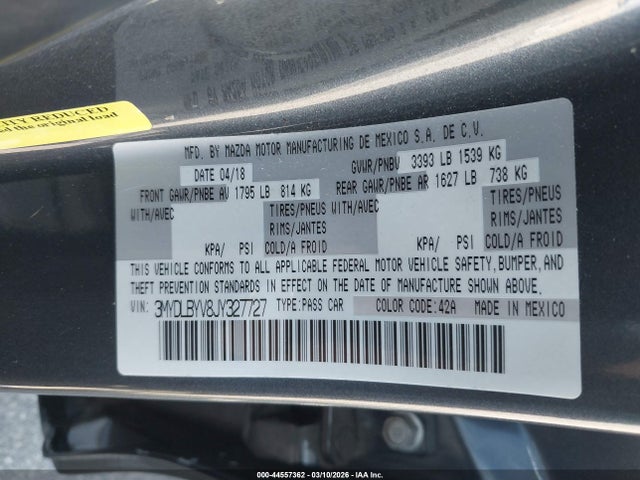 ITY REDUCED
d the original load
MFD. BY MAZDA MOTOR MANUFACTURING DE MEXICO S.A. DE C.V.
DATE 04/18 GVWR/PNBV 3393 LB 1539 KG
FRONT GAWR/PNBE AV 1795 LB 814 KG REAR GAWR/PNBE AR 1627 LB 738 KG
WITH/AVEC TIRES/PNEUS WITH/AVEC TIRES/PNEUS
RIMS/JANTES RIMS/JANTES
KPA/ PSI COLD/A FROID KPA/ PSI COLD/A FROID
THIS VEHICLE CONFORMS TO ALL APPLICABLE FEDERAL MOTOR VEHICLE SAFETY, BUMPER, AND
THEFT PREVENTION STANDARDS IN EFFECT ON THE DATE OF MANUFACTURE SHOWN ABOVE.
VIN: 3MYDLBYV8JY327727 TYPE:PASS CAR COLOR CODE:42A MADE IN MEXICO
000-44557362 - 03/10/2026 - IAA Inc.